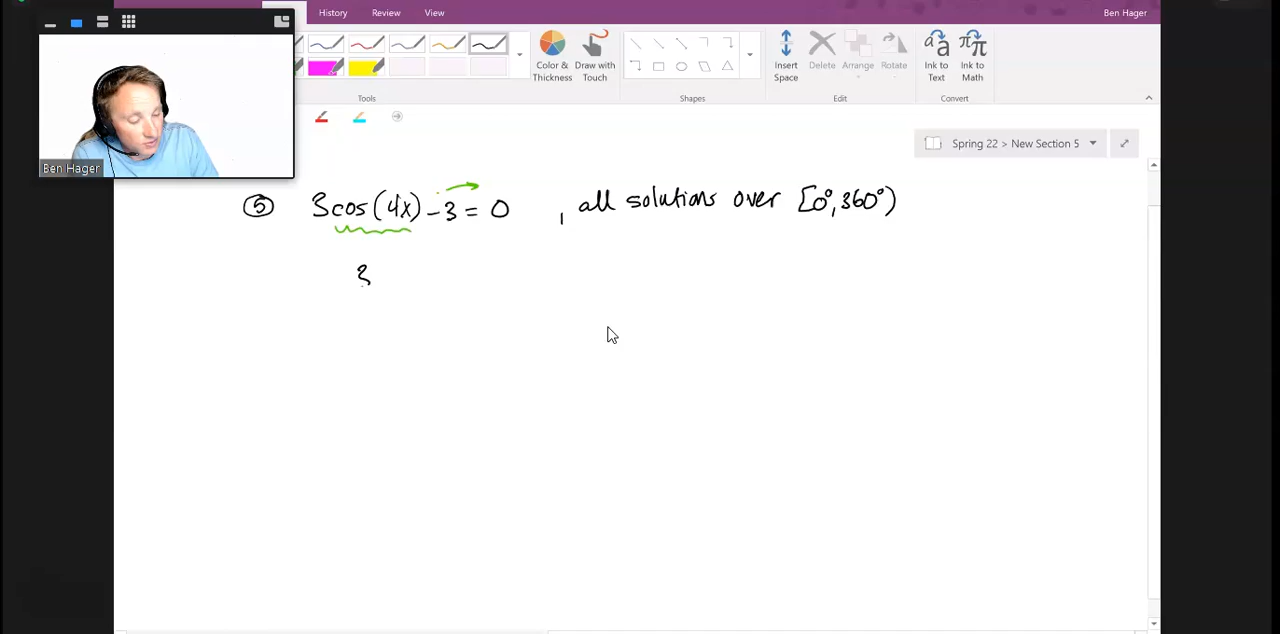 History Review View Ben Hager
Color & Thickness
Draw with Touch
Insert Space
Delete
Arrange
Rotate
Ink to Text
Ink to Math
Tools Shapes Edit Convert
Ben Hager
Spring 22 > New Section 5
⑤ 3cos(4x) - 3 = 0 , all solutions over [0°, 360°)
3